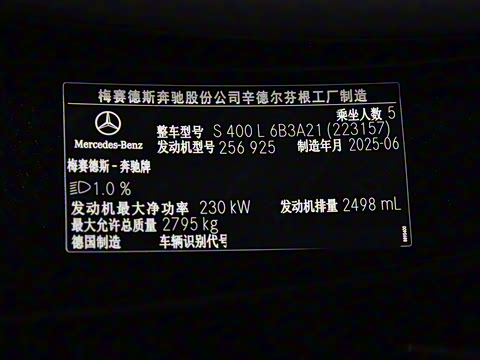 梅赛德斯奔驰股份公司辛德尔芬根工厂制造
乘坐人数 5
整车型号 S 400 L 6B3A21 (223157)
Mercedes-Benz
发动机型号 256 925 制造年月 2025-06
梅赛德斯-奔驰牌
1.0 %
发动机最大净功率 230 kW 发动机排量 2498 mL
最大允许总质量 2795 kg
德国制造 车辆识别代号